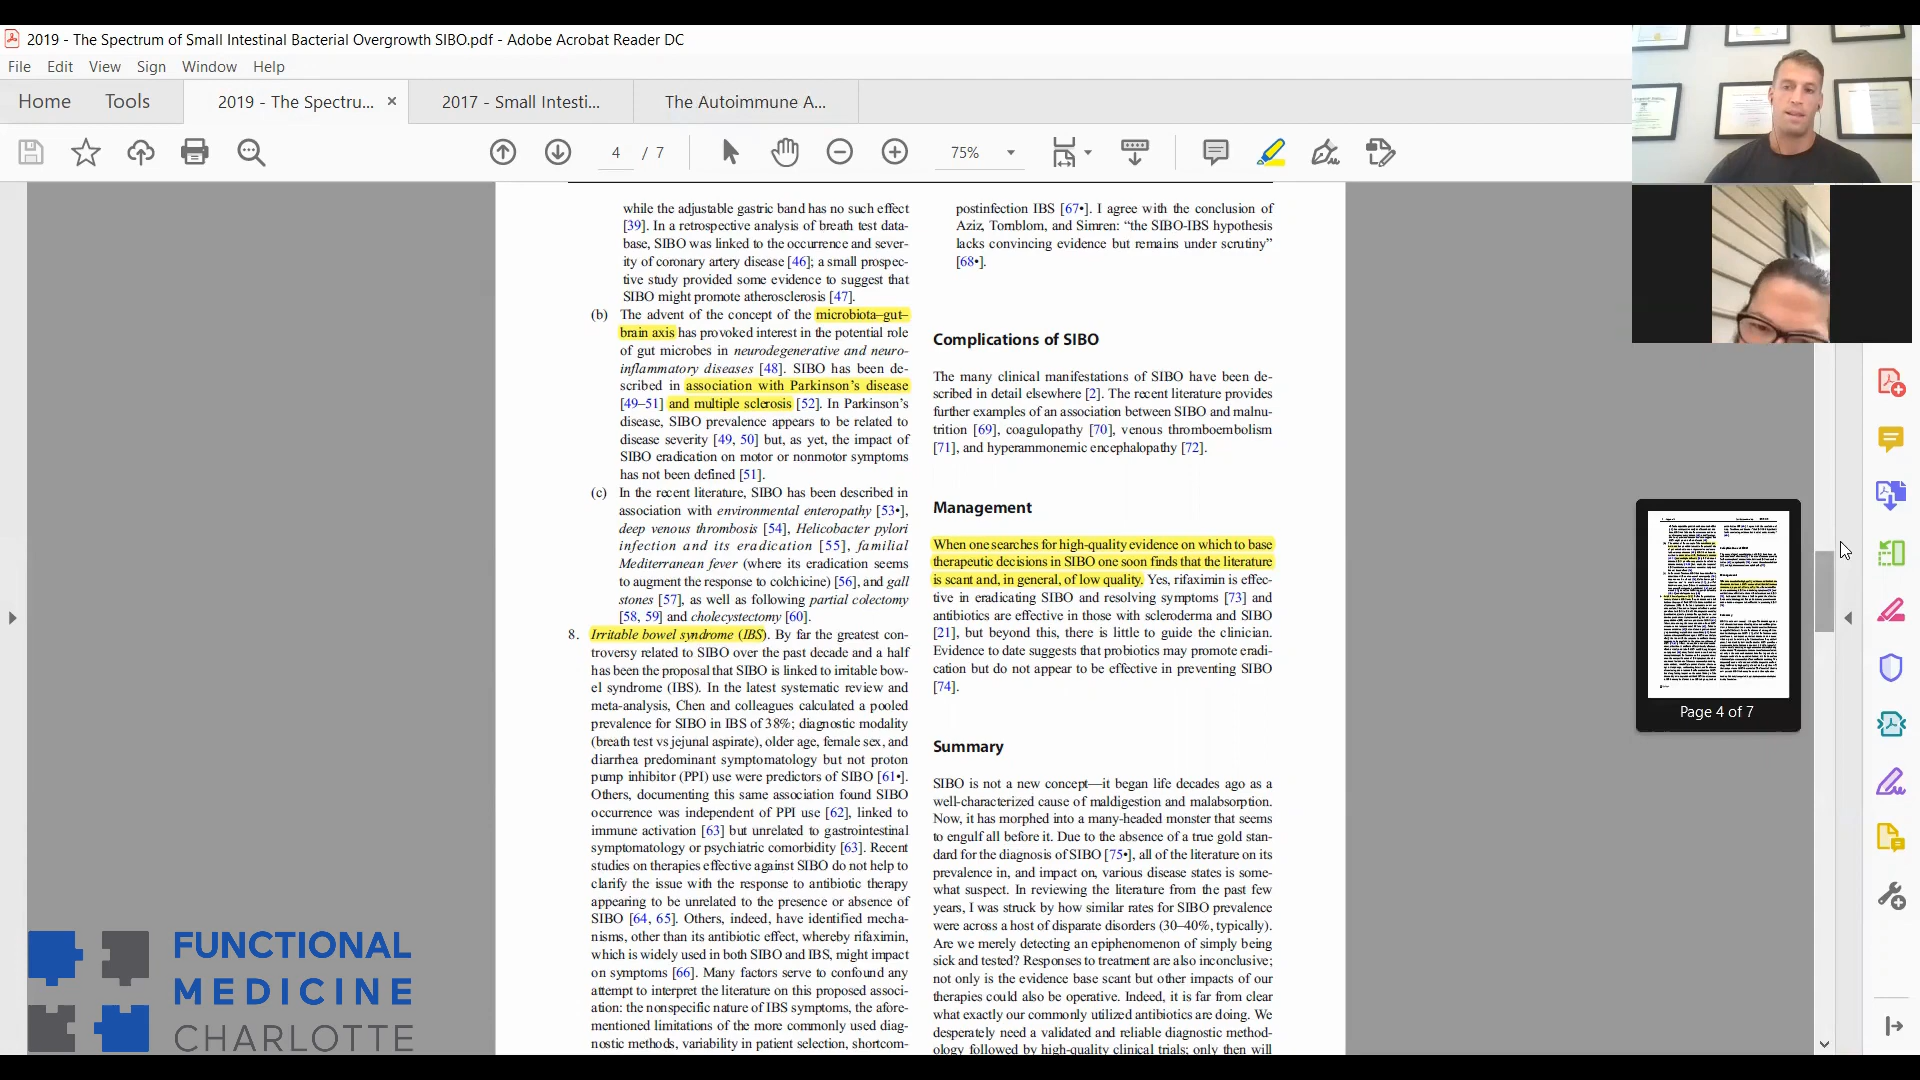 2019 - The Spectrum of Small Intestinal Bacterial Overgrowth SIBO.pdf - Adobe Acrobat Reader DC
File Edit View Sign Window Help
Home Tools 2019 - The Spectru... × 2017 - Small Intesti... The Autoimmune A...
4 / 7 75%
while the adjustable gastric band has no such effect
[39]. In a retrospective analysis of breath test data-
base, SIBO was linked to the occurrence and sever-
ity of coronary artery disease [46]; a small prospec-
tive study provided some evidence to suggest that
SIBO might promote atherosclerosis [47].
(b) The advent of the concept of the microbiota–gut–
brain axis has provoked interest in the potential role
of gut microbes in neurodegenerative and neuro-
inflammatory diseases [48]. SIBO has been de-
scribed in association with Parkinson's disease
[49–51] and multiple sclerosis [52]. In Parkinson's
disease, SIBO prevalence appears to be related to
disease severity [49, 50] but, as yet, the impact of
SIBO eradication on motor or nonmotor symptoms
has not been defined [51].
(c) In the recent literature, SIBO has been described in
association with environmental enteropathy [53•],
deep venous thrombosis [54], Helicobacter pylori
infection and its eradication [55], familial
Mediterranean fever (where its eradication seems
to augment the response to colchicine) [56], and gall
stones [57], as well as following partial colectomy
[58, 59] and cholecystectomy [60].
8. Irritable bowel syndrome (IBS). By far the greatest con-
troversy related to SIBO over the past decade and a half
has been the proposal that SIBO is linked to irritable bow-
el syndrome (IBS). In the latest systematic review and
meta-analysis, Chen and colleagues calculated a pooled
prevalence for SIBO in IBS of 38%; diagnostic modality
(breath test vs jejunal aspirate), older age, female sex, and
diarrhea predominant symptomatology but not proton
pump inhibitor (PPI) use were predictors of SIBO [61•].
Others, documenting this same association found SIBO
occurrence was independent of PPI use [62], linked to
immune activation [63] but unrelated to gastrointestinal
symptomatology or psychiatric comorbidity [63]. Recent
studies on therapies effective against SIBO do not help to
clarify the issue with the response to antibiotic therapy
appearing to be unrelated to the presence or absence of
SIBO [64, 65]. Others, indeed, have identified mecha-
nisms, other than its antibiotic effect, whereby rifaximin,
which is widely used in both SIBO and IBS, might impact
on symptoms [66]. Many factors serve to confound any
attempt to interpret the literature on this proposed associ-
ation: the nonspecific nature of IBS symptoms, the afore-
mentioned limitations of the more commonly used diag-
nostic methods, variability in patient selection, shortcom-
postinfection IBS [67•]. I agree with the conclusion of
Aziz, Tornblom, and Simren: “the SIBO-IBS hypothesis
lacks convincing evidence but remains under scrutiny”
[68•].
Complications of SIBO
The many clinical manifestations of SIBO have been de-
scribed in detail elsewhere [2]. The recent literature provides
further examples of an association between SIBO and malnu-
trition [69], coagulopathy [70], venous thromboembolism
[71], and hyperammonemic encephalopathy [72].
Management
When one searches for high-quality evidence on which to base
therapeutic decisions in SIBO one soon finds that the literature
is scant and, in general, of low quality. Yes, rifaximin is effec-
tive in eradicating SIBO and resolving symptoms [73] and
antibiotics are effective in those with scleroderma and SIBO
[21], but beyond this, there is little to guide the clinician.
Evidence to date suggests that probiotics may promote eradi-
cation but do not appear to be effective in preventing SIBO
[74].
Summary
SIBO is not a new concept—it began life decades ago as a
well-characterized cause of maldigestion and malabsorption.
Now, it has morphed into a many-headed monster that seems
to engulf all before it. Due to the absence of a true gold stan-
dard for the diagnosis of SIBO [75•], all of the literature on its
prevalence in, and impact on, various disease states is some-
what suspect. In reviewing the literature from the past few
years, I was struck by how similar rates for SIBO prevalence
were across a host of disparate disorders (30–40%, typically).
Are we merely detecting an epiphenomenon of simply being
sick and tested? Responses to treatment are also inconclusive;
not only is the evidence base scant but other impacts of our
therapies could also be operative. Indeed, it is far from clear
what exactly our commonly utilized antibiotics are doing. We
desperately need a validated and reliable diagnostic method-
ology followed by high-quality clinical trials; only then will
Page 4 of 7
FUNCTIONAL
MEDICINE
CHARLOTTE